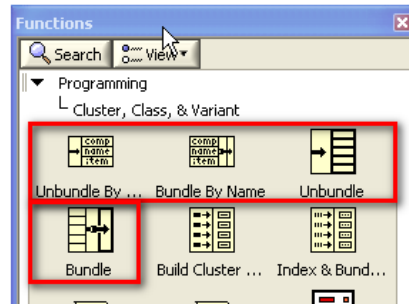 Functions
Search View
Programming
Cluster, Class, & Variant
comp name item comp name item
Unbundle By ... Bundle By Name Unbundle
Bundle Build Cluster ... Index & Bund...